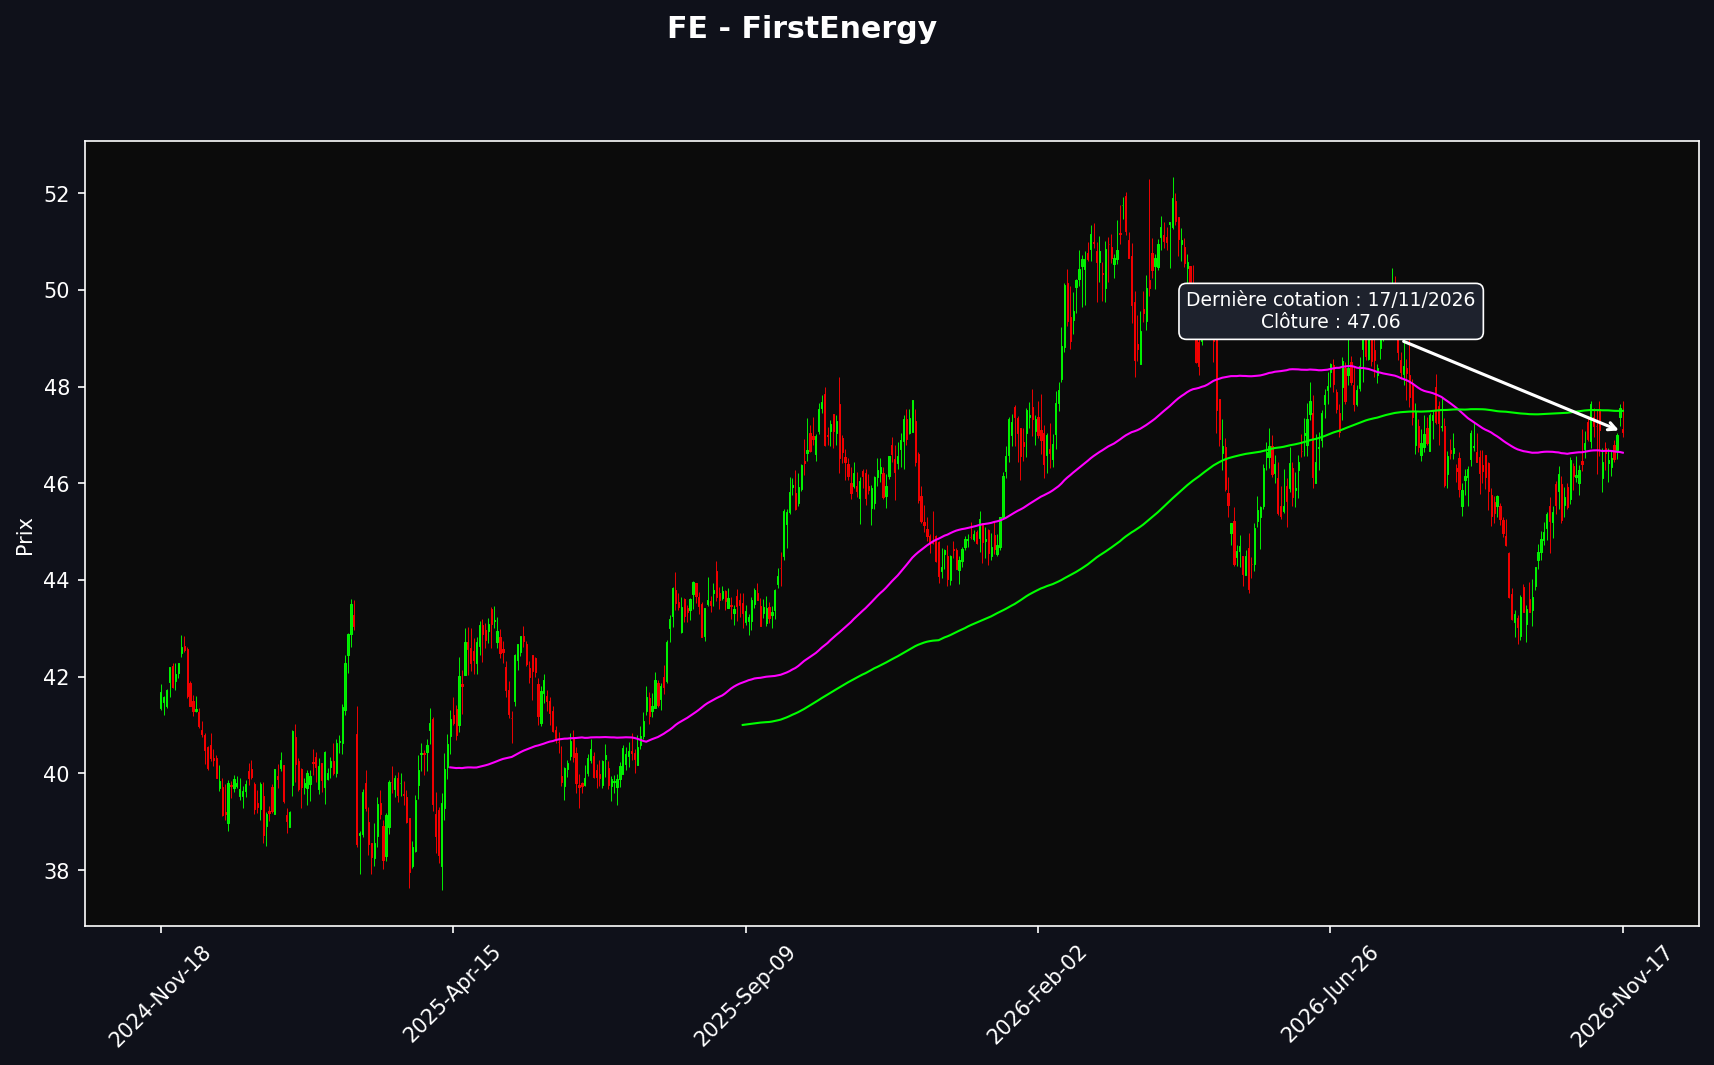 FE - FirstEnergy
Prix
52
50
48
46
44
42
40
38
Dernière cotation : 17/11/2026
Clôture : 47.06
2024-Nov-18
2025-Apr-15
2025-Sep-09
2026-Feb-02
2026-Jun-26
2026-Nov-17